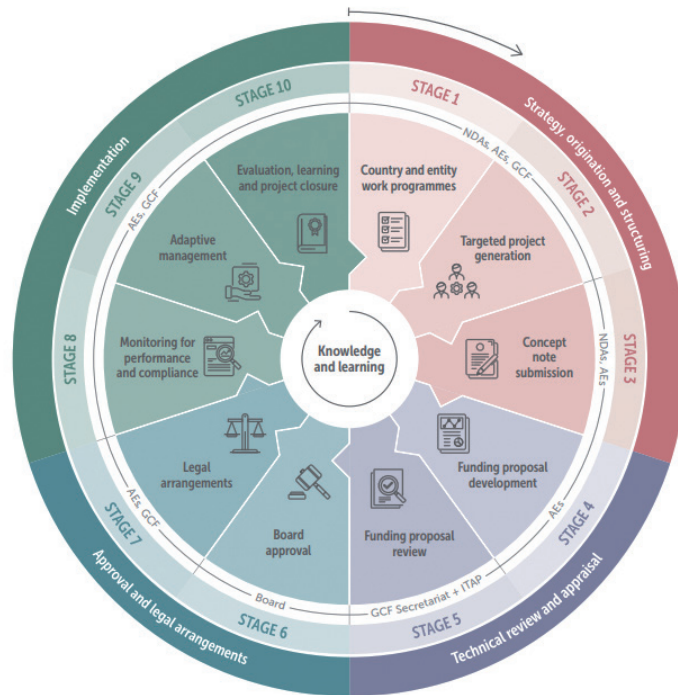 STAGE 1
Country and entity
work programmes
NDAs, AEs, GCF
Strategy, origination and structuring
STAGE 2
Targeted project
generation
STAGE 3
Concept
note
submission
NDAs, AEs
STAGE 4
Funding proposal
development
AEs
Technical review and appraisal
STAGE 5
Funding proposal
review
GCF Secretariat + ITAP
STAGE 6
Board
approval
Board
Approval and legal arrangements
STAGE 7
Legal
arrangements
AEs, GCF
STAGE 8
Monitoring for
performance
and compliance
STAGE 9
Adaptive
management
AEs, GCF
Implementation
STAGE 10
Evaluation, learning
and project closure
Knowledge
and learning